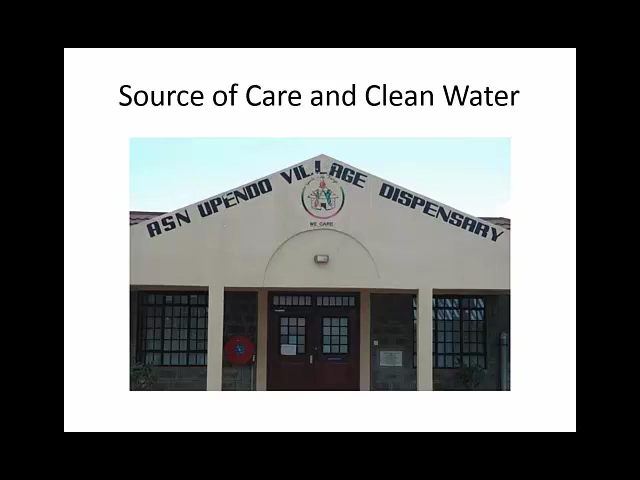 Source of Care and Clean Water
ASN UPENDO VILLAGE DISPENSARY
WE CARE